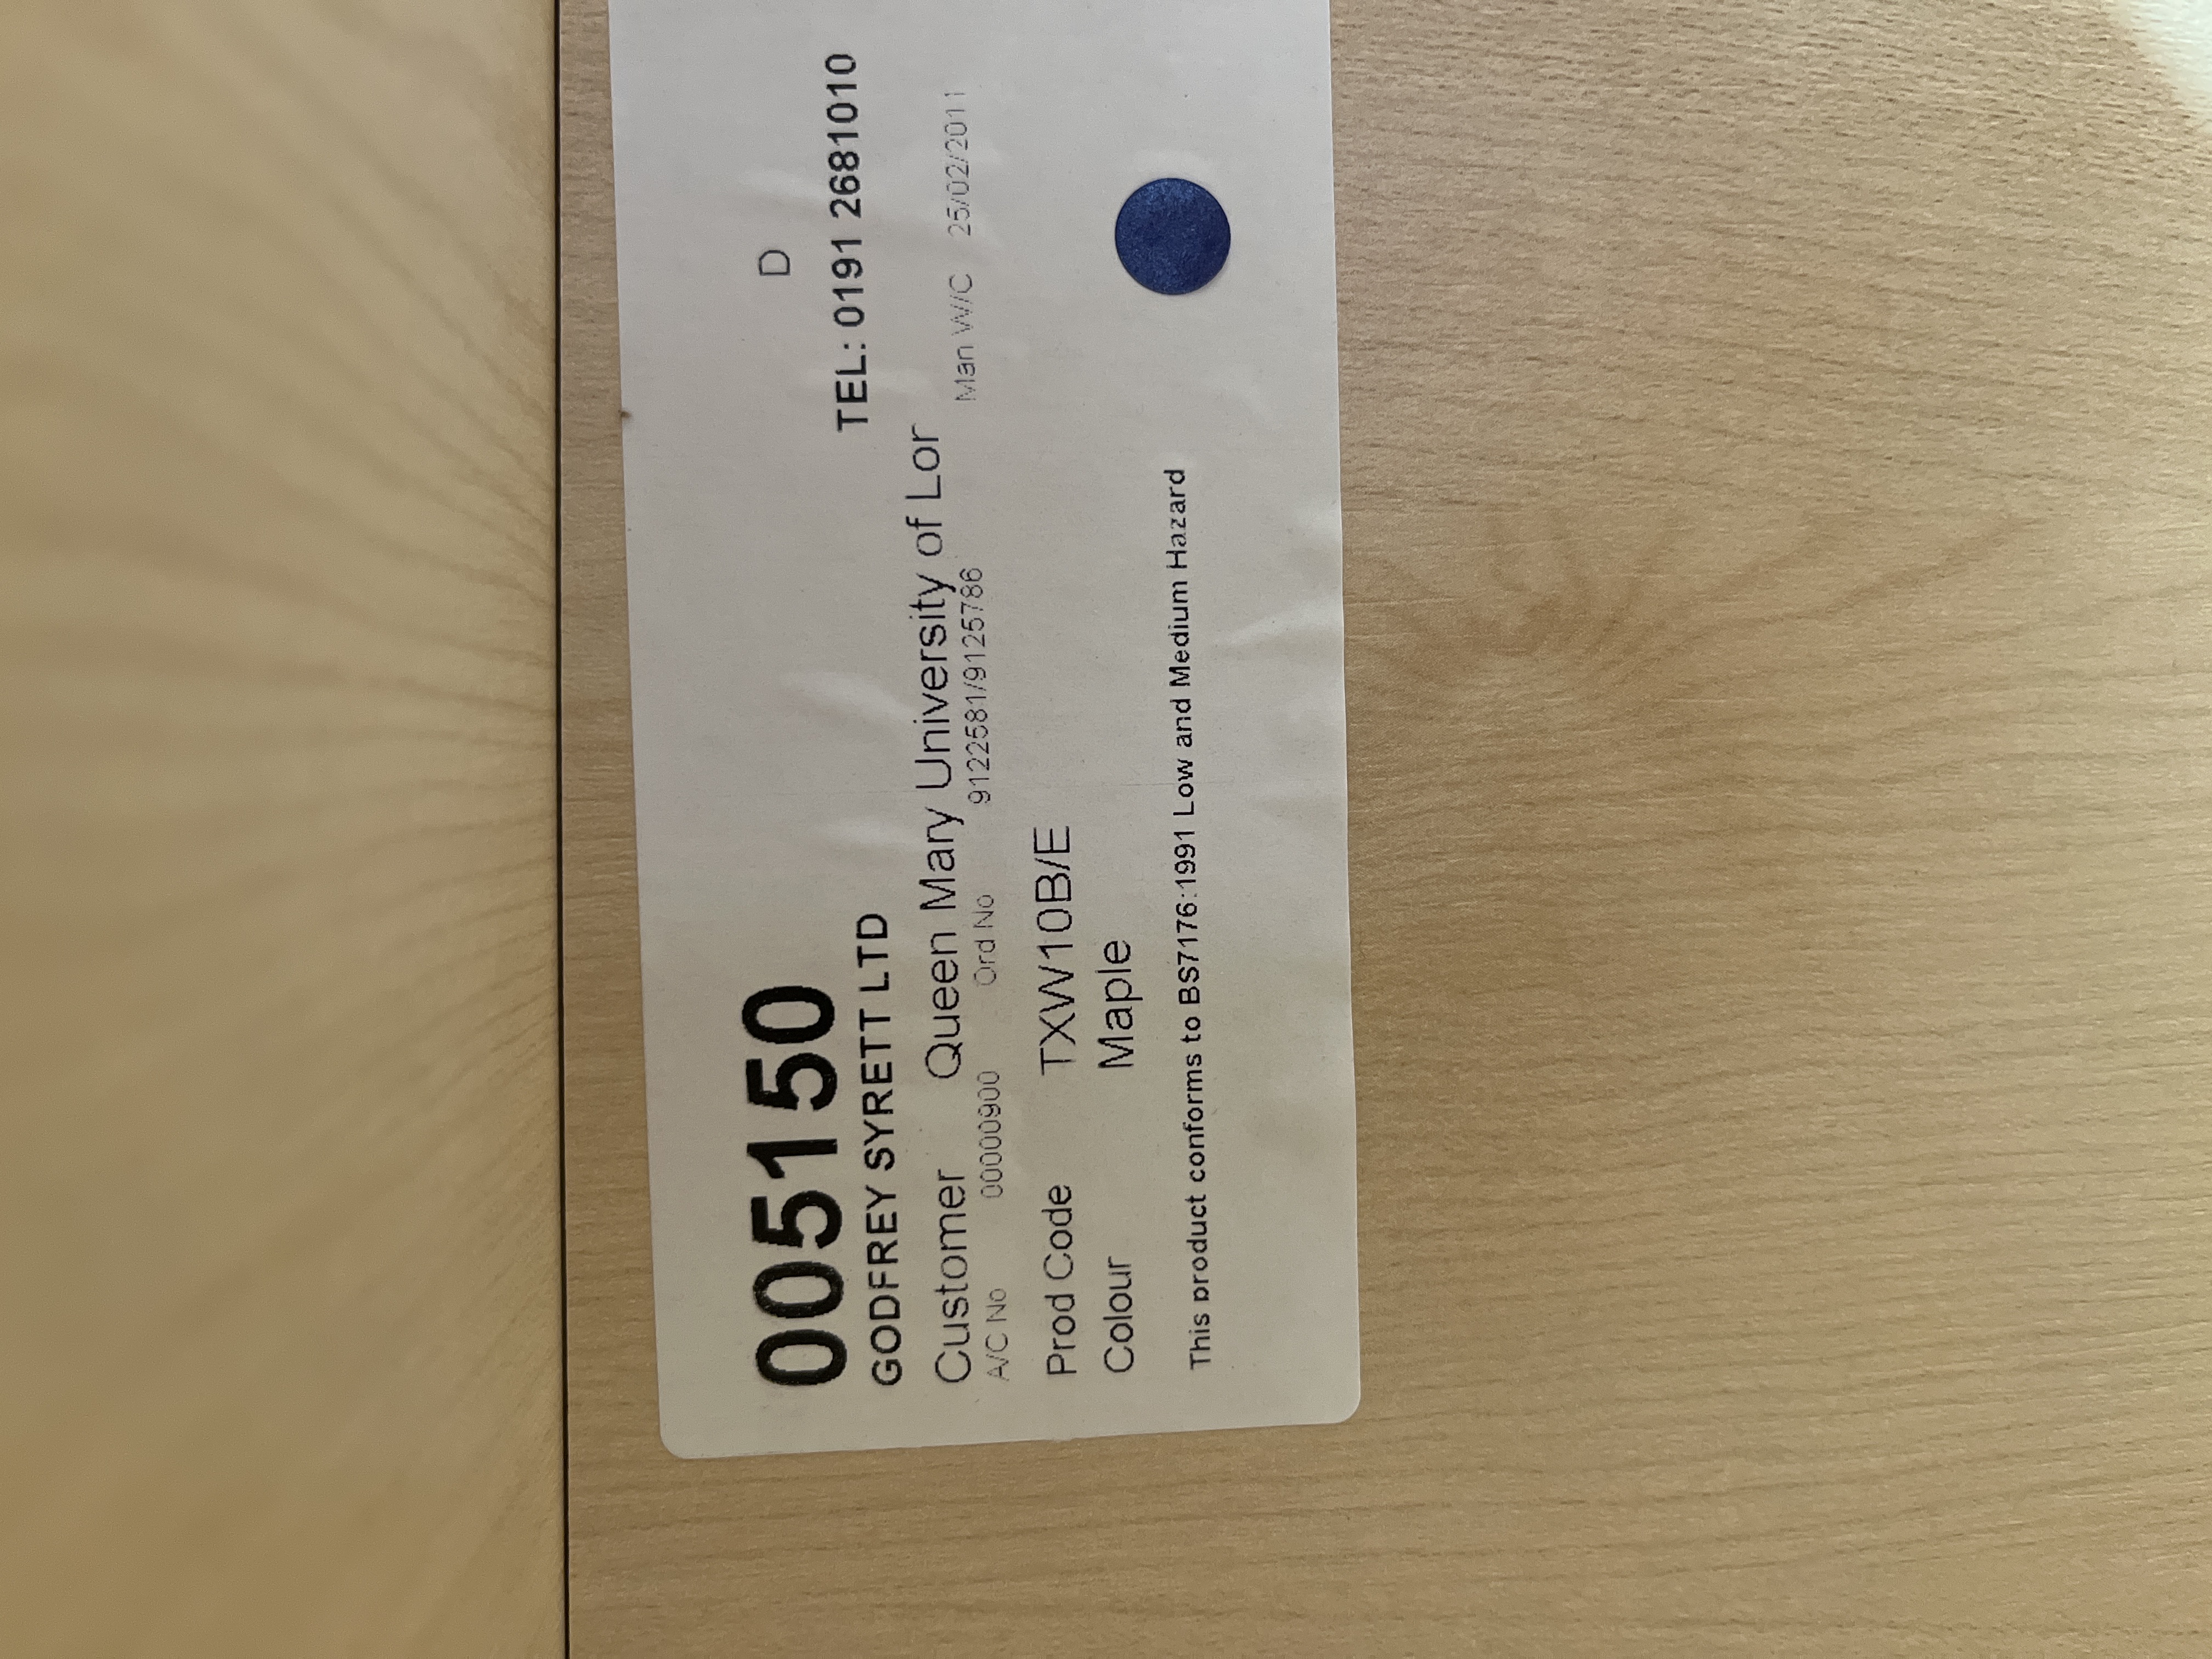 005150 D
GODFREY SYRETT LTD TEL: 0191 2681010
Customer Queen Mary University of Lor
A/C No 00000900 Ord No 9122581/9125786 Man W/C 25/02/2011
Prod Code TXW10B/E
Colour Maple
This product conforms to BS7176:1991 Low and Medium Hazard